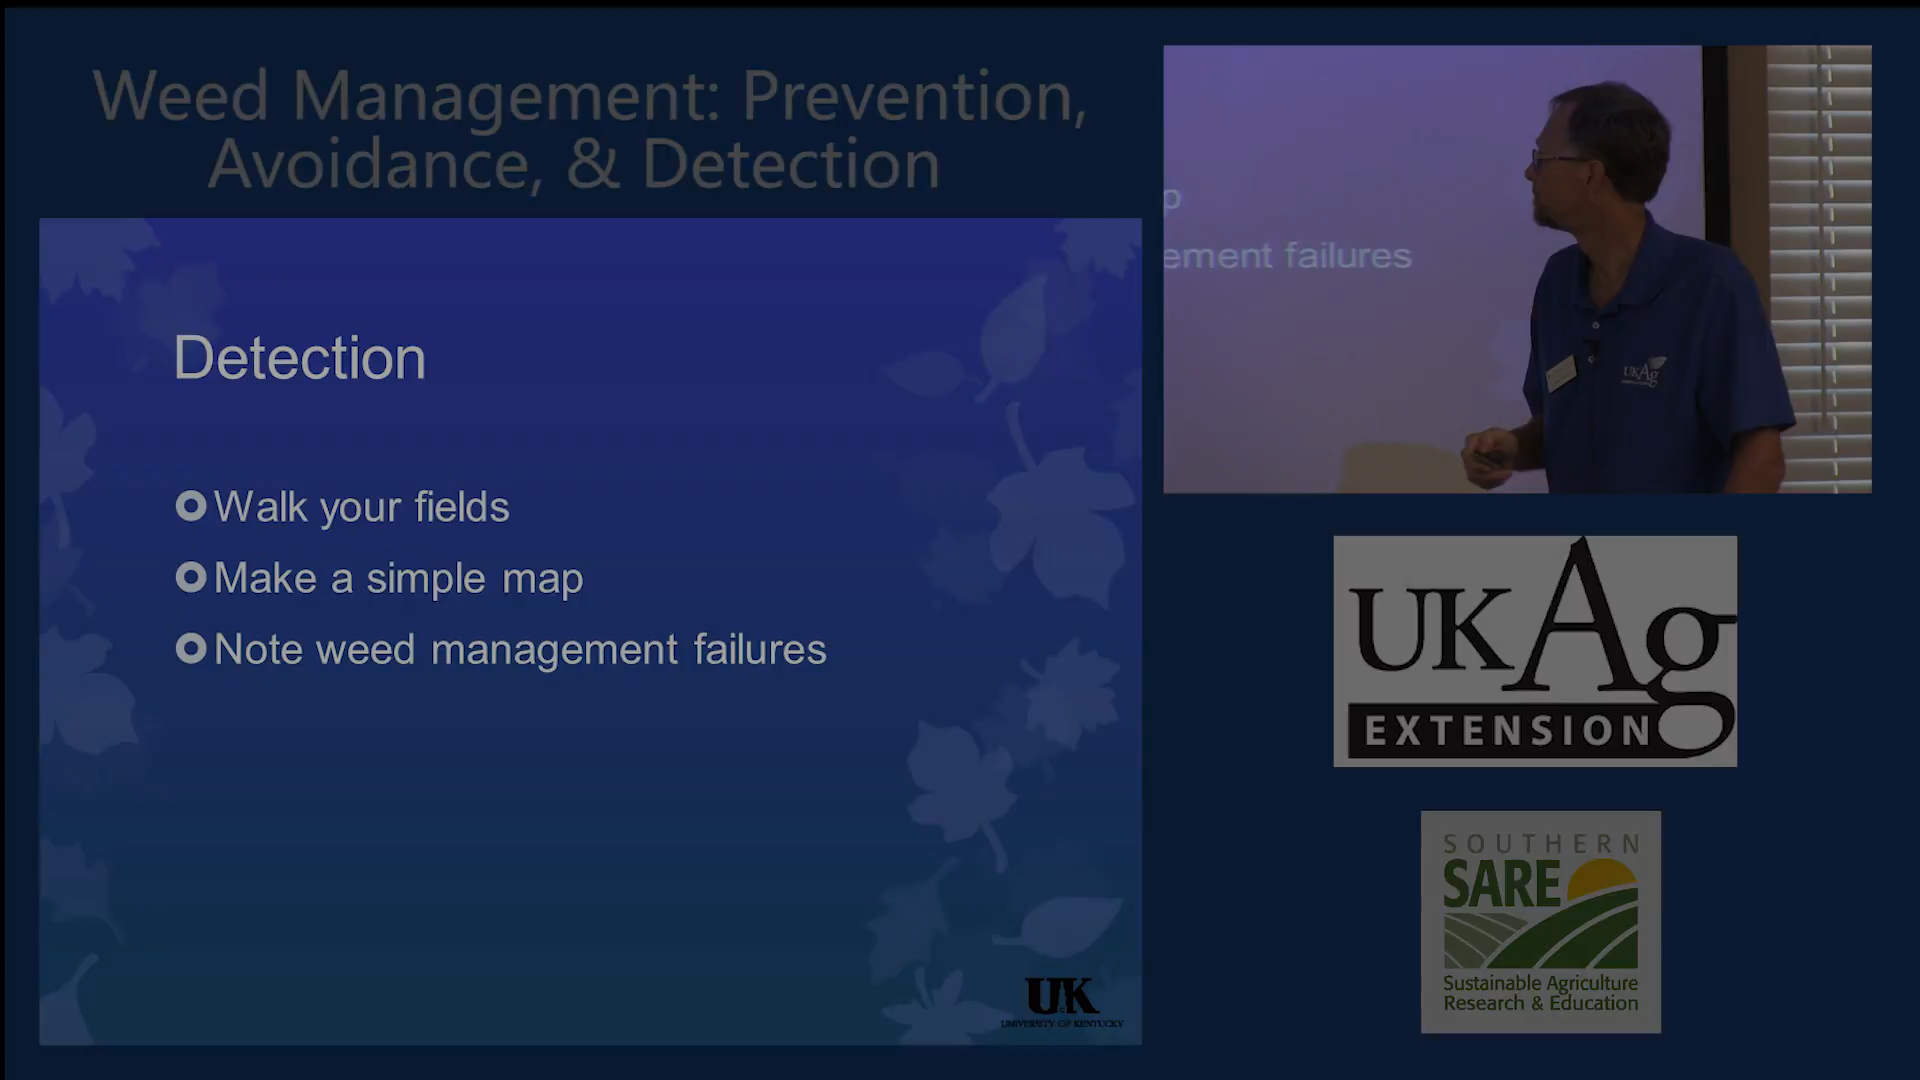 Weed Management: Prevention,
Avoidance, & Detection
Detection
Walk your fields
Make a simple map
Note weed management failures
UK
UNIVERSITY OF KENTUCKY
p
ement failures
UKAg
UKAg
EXTENSION
SOUTHERN
SARE
Sustainable Agriculture
Research & Education